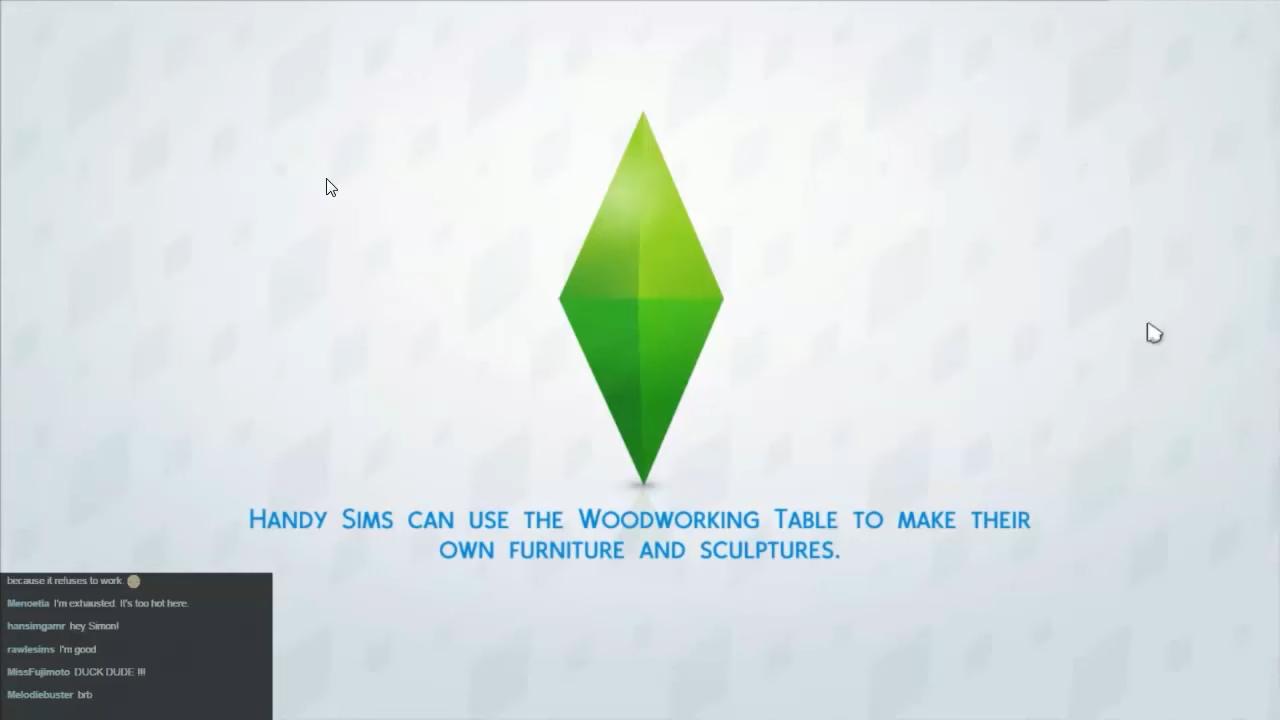 Handy Sims can use the Woodworking Table to make their
own furniture and sculptures.
because it refuses to work
Menoetia I'm exhausted. It's too hot here.
hansimgamr hey Simon!
rawlesims I'm good
MissFujimoto DUCK DUDE !!!
Melodiebuster brb